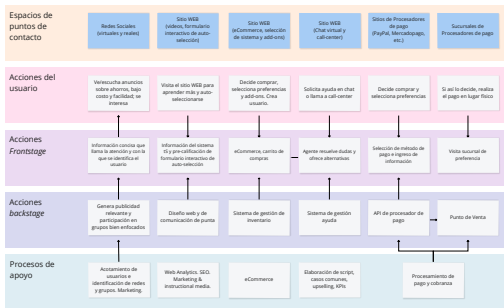 Espacios de
puntos de
contacto
Redes Sociales
(virtuales y reales)
Sitio WEB
(videos, formulario
interactivo de auto-
selección)
Sitio WEB
(eCommerce, selección
de sistema y add-ons)
Sitio WEB
(Chat virtual y
call-center)
Sitios de Procesadores
de pago
(PayPal, Mercadopago,
etc.)
Sucursales de
Procesadores de pago
Acciones del
usuario
Ve/escucha anuncios
sobre ahorros, bajo
costo y facilidad; se
interesa
Visita el sitio WEB para
aprender más y auto-
seleccionarse
Decide comprar,
selecciona preferencias
y add-ons. Crea
usuario.
Solicita ayuda en chat
o llama a call-center
Decide comprar y
selecciona preferencias
Si así lo decide, realiza
el pago en lugar físico
Acciones
Frontstage
Información concisa que
llama la atención y con la
que se identifica el
usuario
Información del sistema
t5 y pre-calificación de
formulario interactivo de
auto-selección
eCommerce, carrito de
compras
Agente resuelve dudas y
ofrece alternativas
Selección de método de
pago e ingreso de
información
Visita sucursal de
preferencia
Acciones
backstage
Genera publicidad
relevante y
participación en
grupos bien enfocados
Diseño web y de
comunicación de punta
Sistema de gestión de
inventario
Sistema de gestión
ayuda
API de procesador de
pago
Punto de Venta
Procesos de
apoyo
Acotamiento de
usuarios e
identificación de redes
y grupos. Marketing.
Web Analytics. SEO.
Marketing &
instructional media.
eCommerce
Elaboración de script,
casos comunes,
upselling, KPIs
Procesamiento de
pago y cobranza